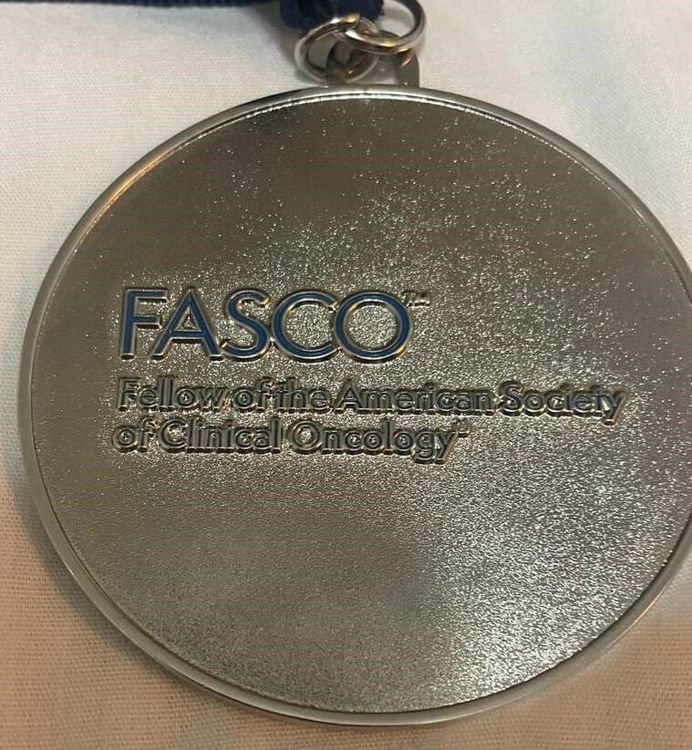 FASCO™
Fellow of the American Society
of Clinical Oncology®